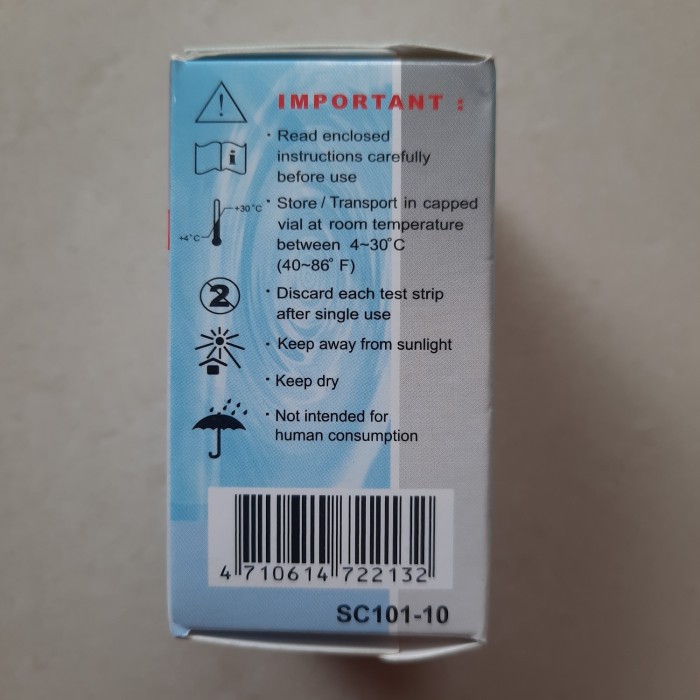 IMPORTANT :
· Read enclosed
instructions carefully
before use
+30°C
+4°C
· Store / Transport in capped
vial at room temperature
between 4~30°C
(40~86° F)
2
· Discard each test strip
after single use
· Keep away from sunlight
· Keep dry
· Not intended for
human consumption
4 710614 722132
SC101-10